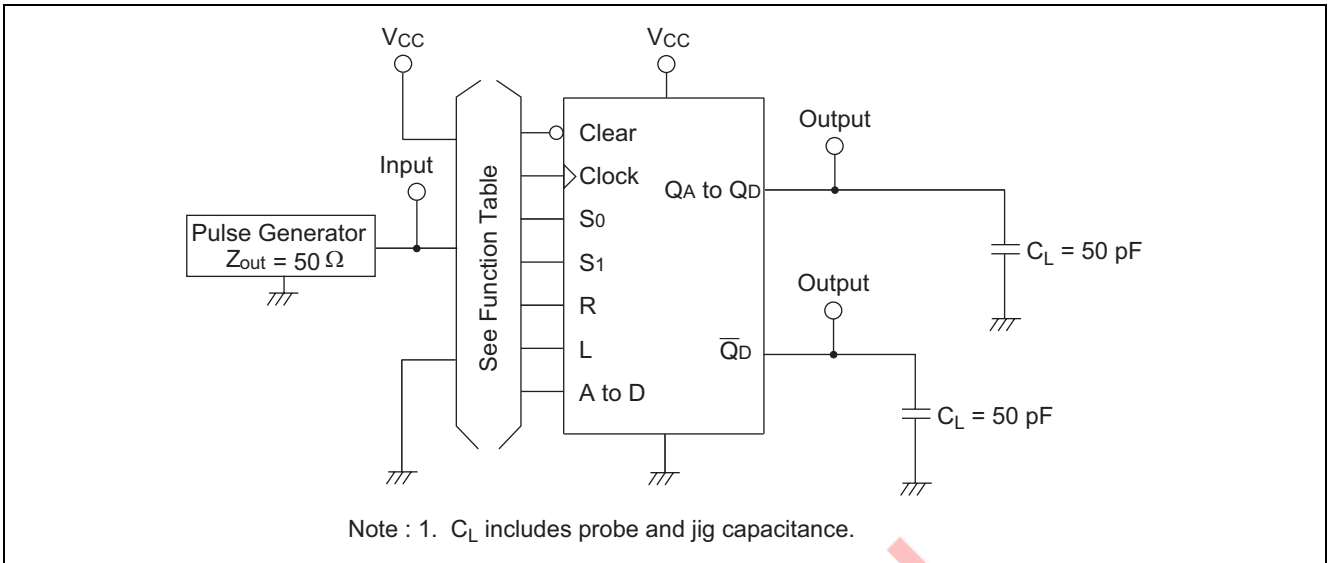 VCC
VCC
Input
Pulse Generator
Zout = 50 Ω
See Function Table
Clear
Clock
S0
S1
R
L
A to D
QA to QD
Q̅D
Output
CL = 50 pF
Output
CL = 50 pF
Note : 1. CL includes probe and jig capacitance.